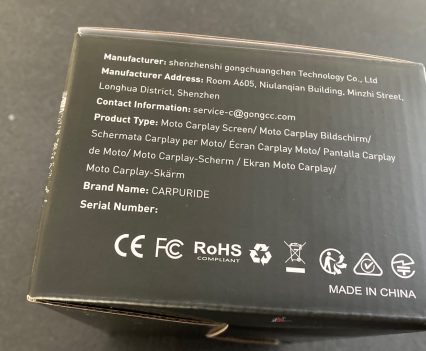 Manufacturer: shenzhenshi gongchuangchen Technology Co., Ltd
Manufacturer Address: Room A605, Niulanqian Building, Minzhi Street,
Longhua District, Shenzhen
Contact Information: service-c@gongcc.com
Product Type: Moto Carplay Screen/ Moto Carplay Bildschirm/
Schermata Carplay per Moto/ Écran Carplay Moto/ Pantalla Carplay
de Moto/ Moto Carplay-Scherm / Ekran Moto Carplay/
Moto Carplay-Skärm
Brand Name: CARPURIDE
Serial Number:
CE FC RoHS
COMPLIANT
MADE IN CHINA